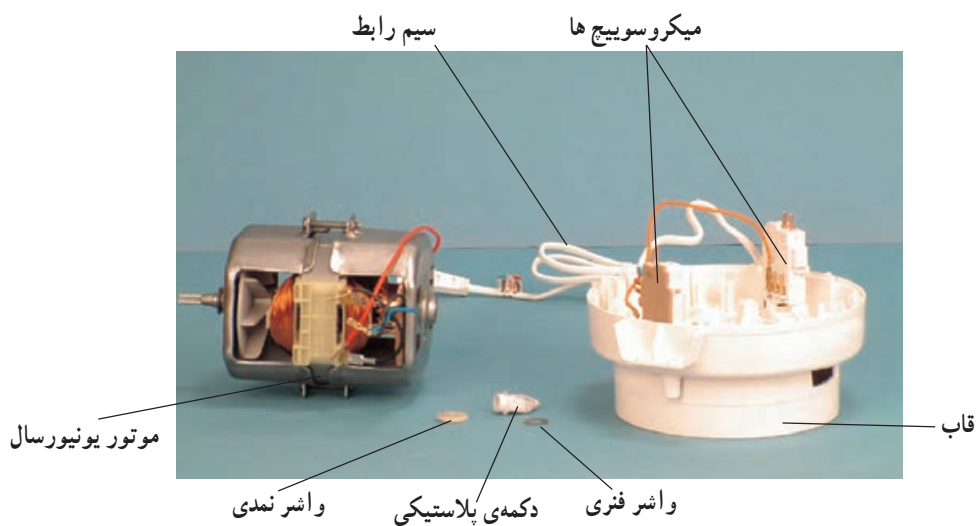 میکروسوییچ ها
سیم رابط
قاب
موتور یونیورسال
واشر فنری
دکمه‌ی پلاستیکی
واشر نمدی